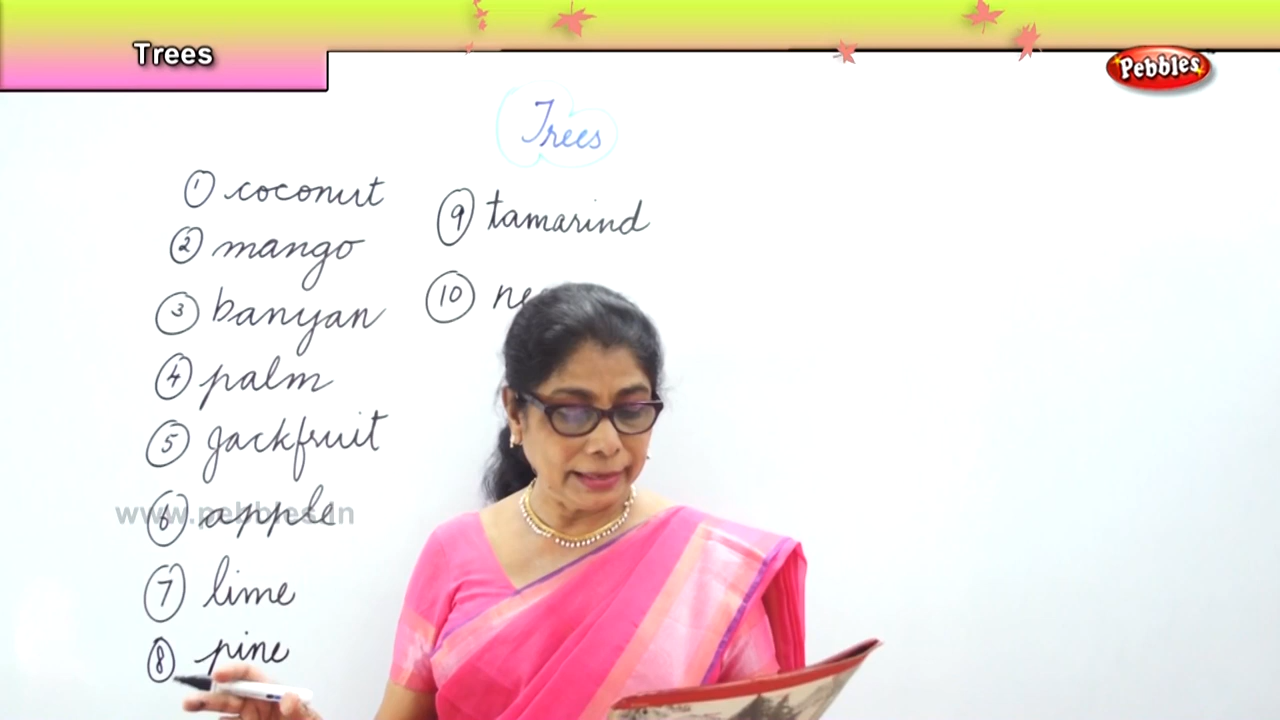 Trees
Pebbles
Trees
1 coconut
2 mango
3 banyan
4 palm
5 jackfruit
www.pebbles.in
6 apple
7 lime
8 pine
9 tamarind
10